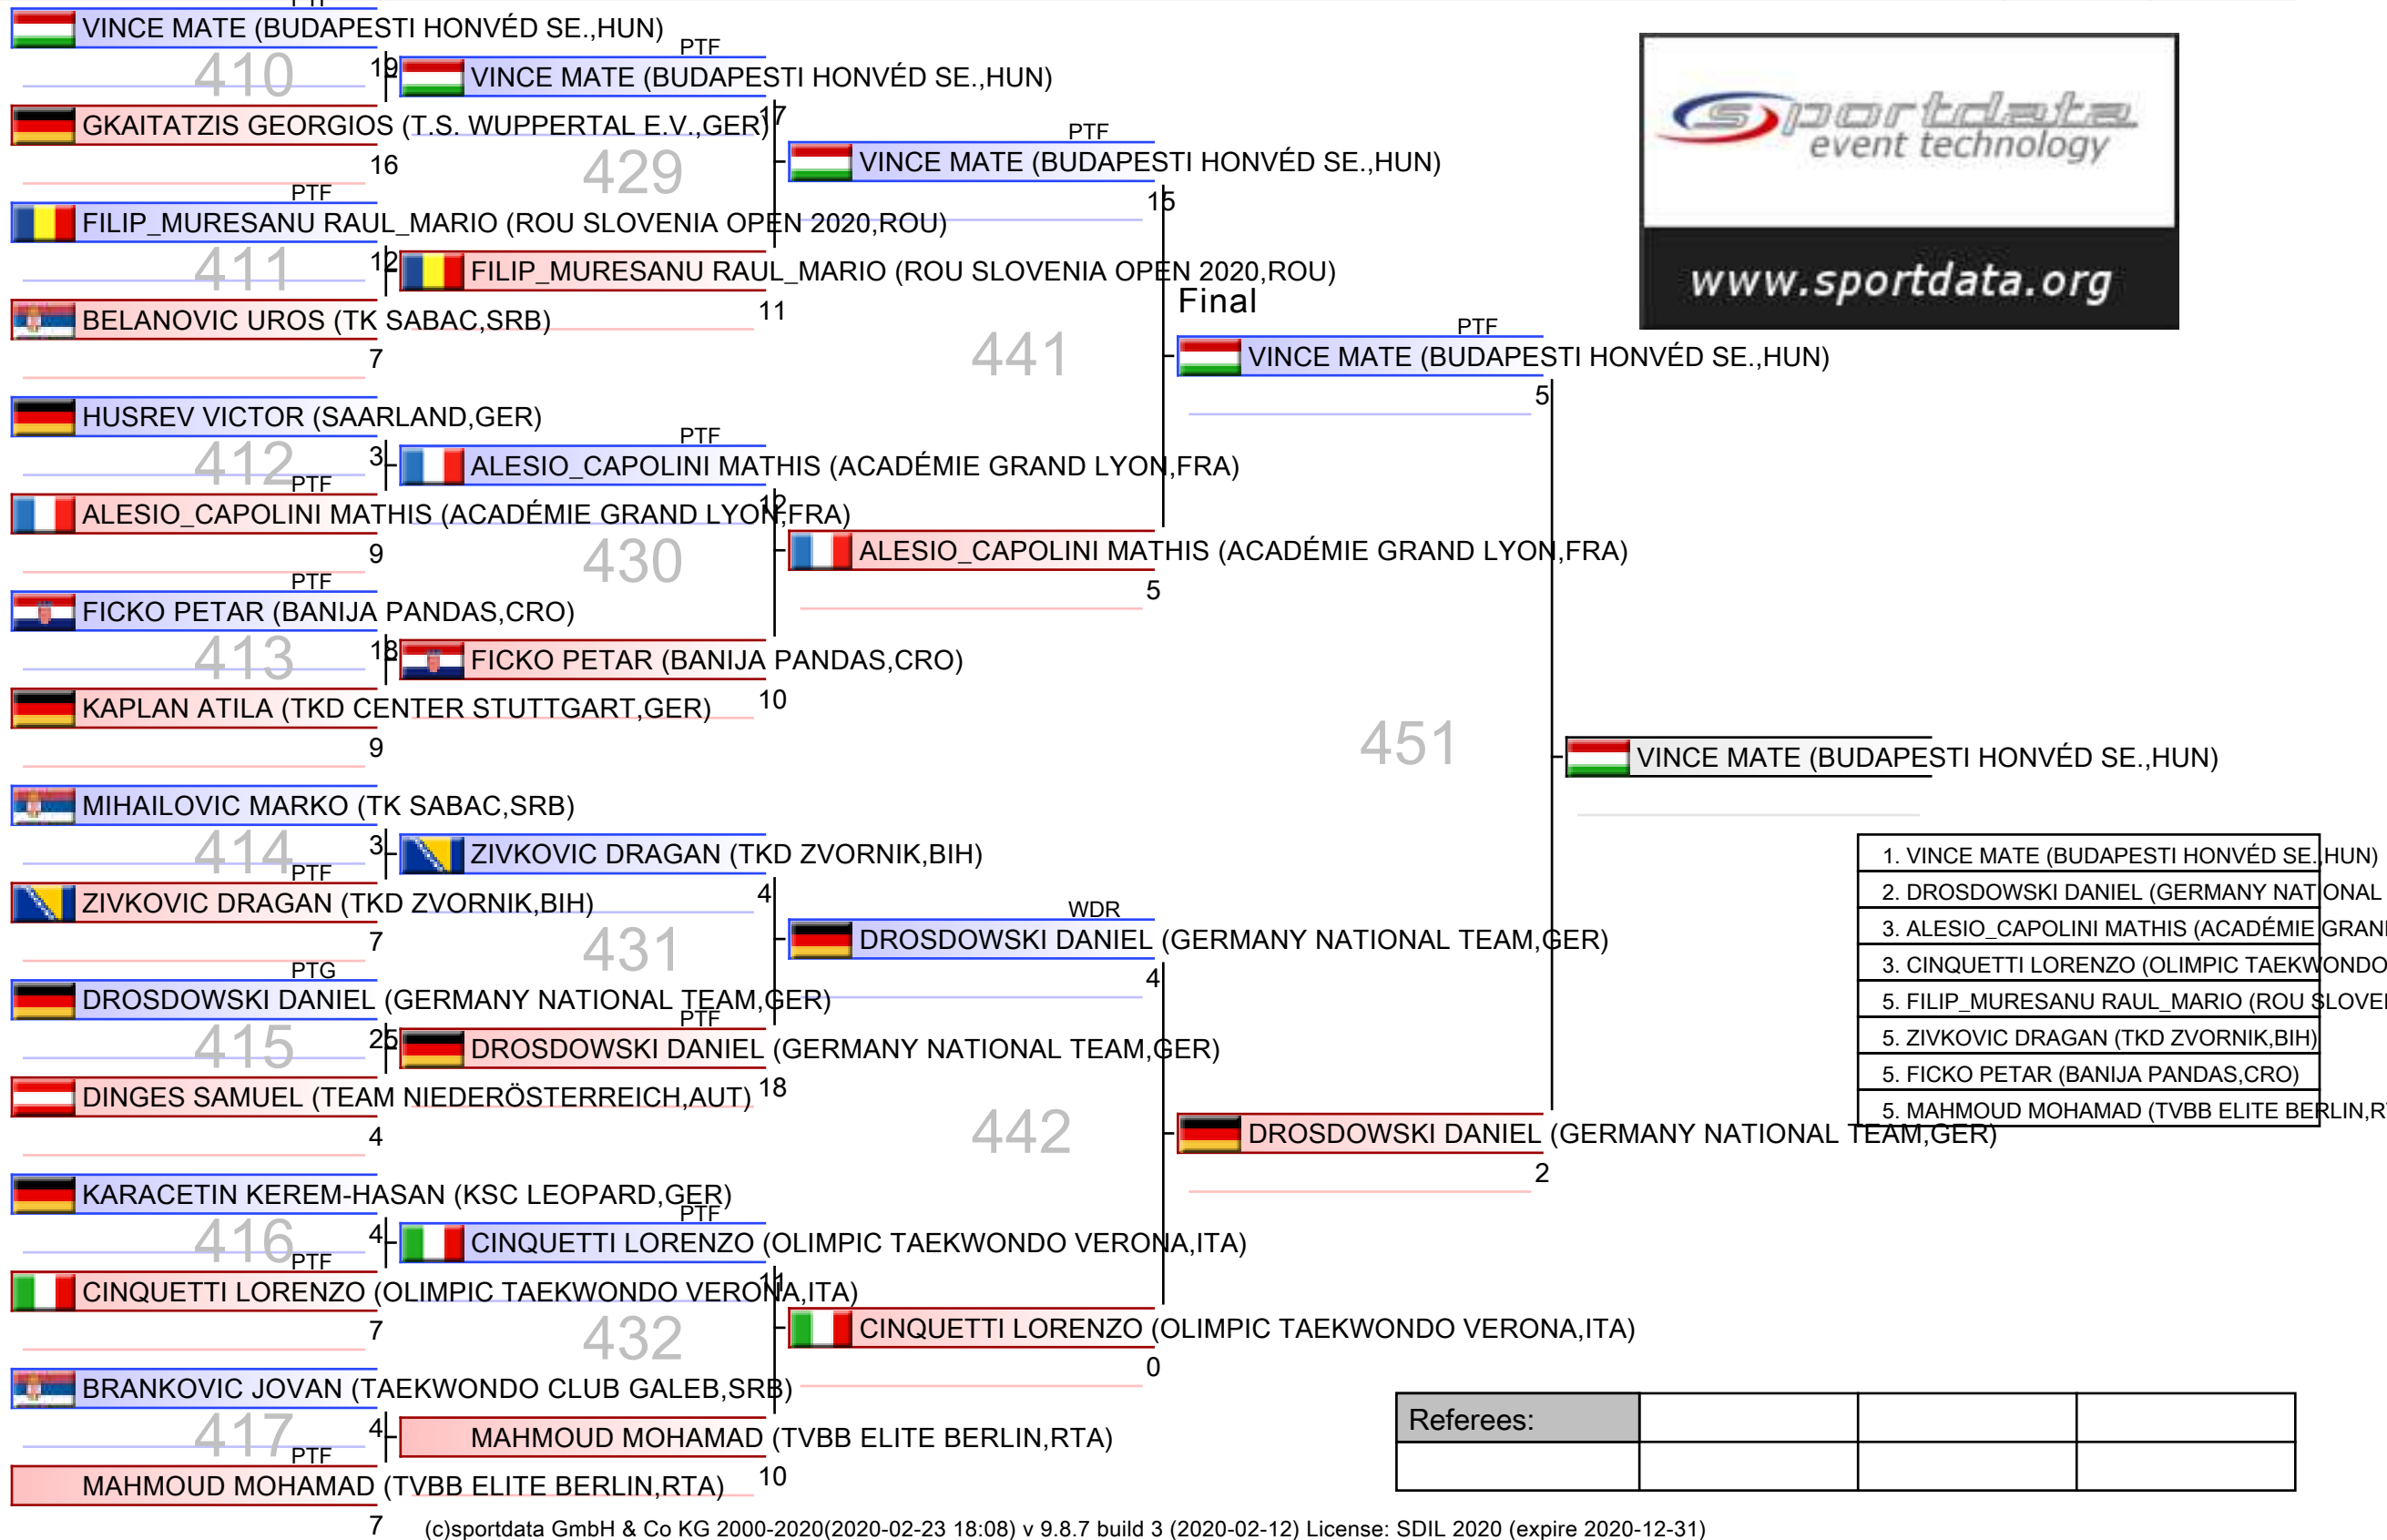 VINCE MATE (BUDAPESTI HONVÉD SE.,HUN)
410
19
GKAITATZIS GEORGIOS (T.S. WUPPERTAL E.V.,GER)
16
PTF
FILIP_MURESANU RAUL_MARIO (ROU SLOVENIA OPEN 2020,ROU)
411
12
BELANOVIC UROS (TK SABAC,SRB)
7
HUSREV VICTOR (SAARLAND,GER)
412
3
PTF
ALESIO_CAPOLINI MATHIS (ACADÉMIE GRAND LYON,FRA)
9
PTF
FICKO PETAR (BANIJA PANDAS,CRO)
413
18
KAPLAN ATILA (TKD CENTER STUTTGART,GER)
9
MIHAILOVIC MARKO (TK SABAC,SRB)
414
3
PTF
ZIVKOVIC DRAGAN (TKD ZVORNIK,BIH)
7
PTG
DROSDOWSKI DANIEL (GERMANY NATIONAL TEAM,GER)
415
25
DINGES SAMUEL (TEAM NIEDERÖSTERREICH,AUT)
4
KARACETIN KEREM-HASAN (KSC LEOPARD,GER)
416
4
PTF
CINQUETTI LORENZO (OLIMPIC TAEKWONDO VERONA,ITA)
7
BRANKOVIC JOVAN (TAEKWONDO CLUB GALEB,SRB)
417
4
PTF
MAHMOUD MOHAMAD (TVBB ELITE BERLIN,RTA)
7
PTF
VINCE MATE (BUDAPESTI HONVÉD SE.,HUN)
17
429
FILIP_MURESANU RAUL_MARIO (ROU SLOVENIA OPEN 2020,ROU)
11
PTF
ALESIO_CAPOLINI MATHIS (ACADÉMIE GRAND LYON,FRA)
12
430
FICKO PETAR (BANIJA PANDAS,CRO)
10
ZIVKOVIC DRAGAN (TKD ZVORNIK,BIH)
4
431
PTF
DROSDOWSKI DANIEL (GERMANY NATIONAL TEAM,GER)
18
PTF
CINQUETTI LORENZO (OLIMPIC TAEKWONDO VERONA,ITA)
11
432
MAHMOUD MOHAMAD (TVBB ELITE BERLIN,RTA)
10
PTF
VINCE MATE (BUDAPESTI HONVÉD SE.,HUN)
15
441
ALESIO_CAPOLINI MATHIS (ACADÉMIE GRAND LYON,FRA)
5
WDR
DROSDOWSKI DANIEL (GERMANY NATIONAL TEAM,GER)
4
442
CINQUETTI LORENZO (OLIMPIC TAEKWONDO VERONA,ITA)
0
Final
PTF
VINCE MATE (BUDAPESTI HONVÉD SE.,HUN)
5
451
DROSDOWSKI DANIEL (GERMANY NATIONAL TEAM,GER)
2
VINCE MATE (BUDAPESTI HONVÉD SE.,HUN)
sportdata
event technology
www.sportdata.org
1. VINCE MATE (BUDAPESTI HONVÉD SE.,HUN)
2. DROSDOWSKI DANIEL (GERMANY NATIONAL
3. ALESIO_CAPOLINI MATHIS (ACADÉMIE
3. CINQUETTI LORENZO (OLIMPIC TAEKWONDO
5. FILIP_MURESANU RAUL_MARIO (ROU
5. ZIVKOVIC DRAGAN (TKD ZVORNIK,BIH)
5. FICKO PETAR (BANIJA PANDAS,CRO)
5. MAHMOUD MOHAMAD (TVBB ELITE
Referees:
(c)sportdata GmbH & Co KG 2000-2020(2020-02-23 18:08) v 9.8.7 build 3 (2020-02-12) License: SDIL 2020 (expire 2020-12-31)